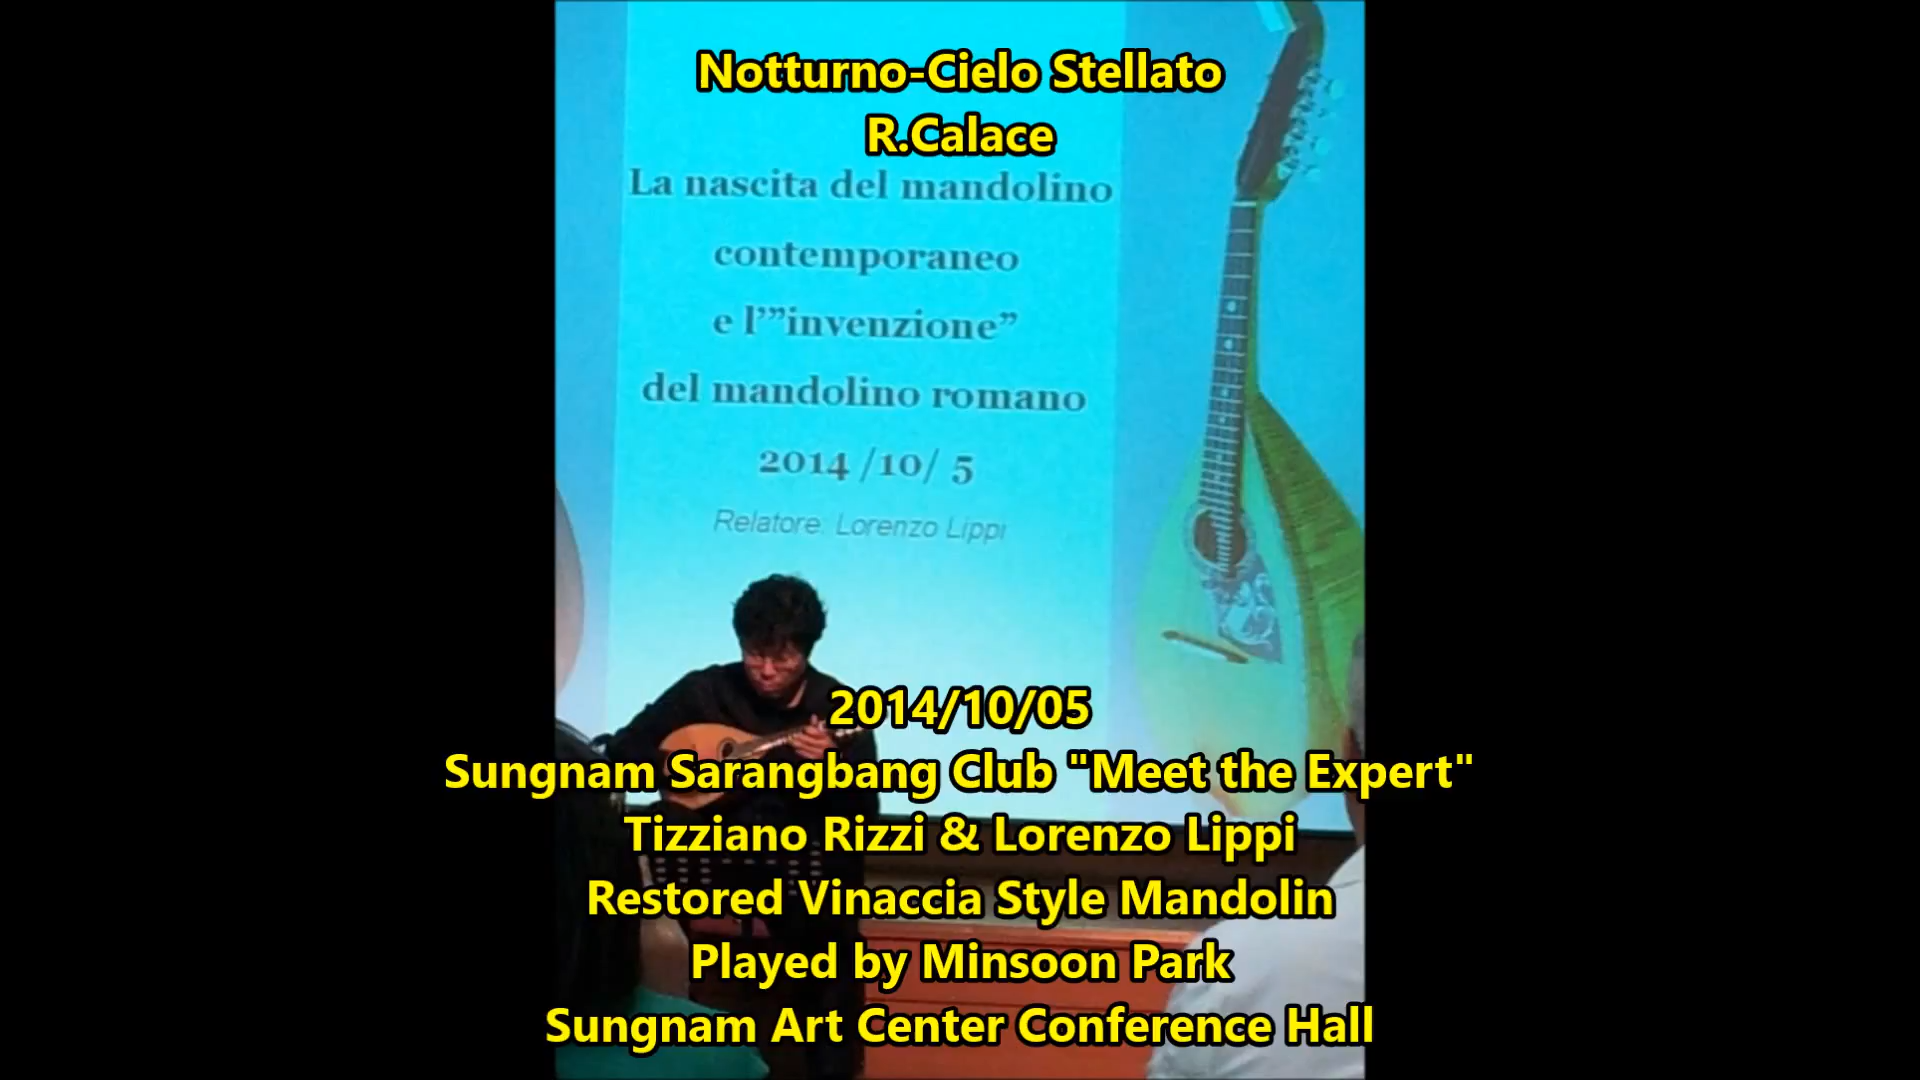 Notturno-Cielo Stellato
R.Calace
La nascita del mandolino
contemporaneo
e l'”invenzione”
del mandolino romano
2014 /10/ 5
Relatore: Lorenzo Lippi
2014/10/05
Sungnam Sarangbang Club "Meet the Expert"
Tizziano Rizzi & Lorenzo Lippi
Restored Vinaccia Style Mandolin
Played by Minsoon Park
Sungnam Art Center Conference Hall